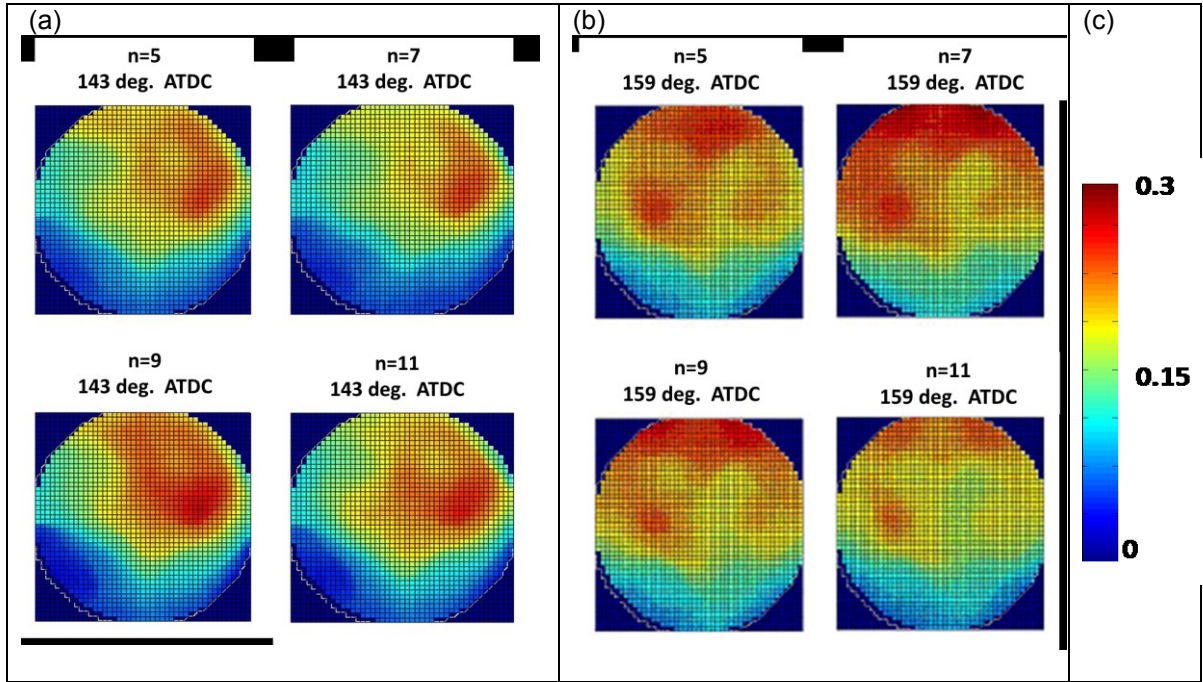 (a)
n=5
143 deg. ATDC
n=7
143 deg. ATDC
n=9
143 deg. ATDC
n=11
143 deg. ATDC
(b)
n=5
159 deg. ATDC
n=7
159 deg. ATDC
n=9
159 deg. ATDC
n=11
159 deg. ATDC
(c)
0.3
0.15
0